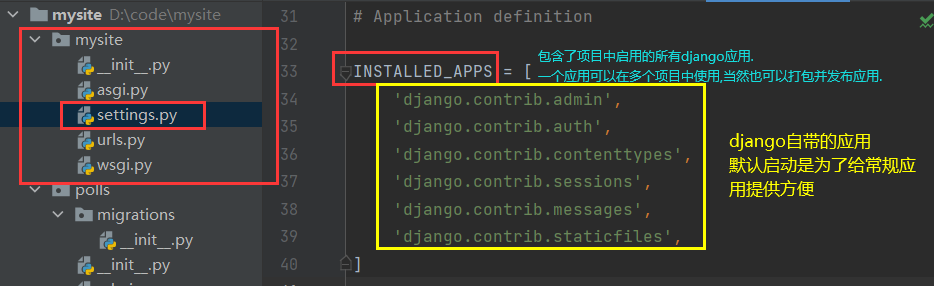 mysite D:\code\mysite
mysite
__init__.py
asgi.py
settings.py
urls.py
wsgi.py
polls
migrations
__init__.py
__init__.py
31 # Application definition
32
33 INSTALLED_APPS = [
34 'django.contrib.admin',
35 'django.contrib.auth',
36 'django.contrib.contenttypes',
37 'django.contrib.sessions',
38 'django.contrib.messages',
39 'django.contrib.staticfiles',
40 ]
包含了项目中启用的所有django应用.
一个应用可以在多个项目中使用,当然也可以打包并发布应用.
django自带的应用
默认启动是为了给常规应
用提供方便